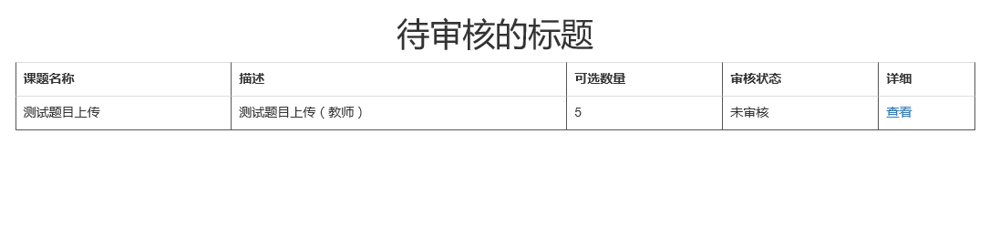 待审核的标题
课题名称 描述 可选数量 审核状态 详细
测试题目上传 测试题目上传（教师） 5 未审核 查看